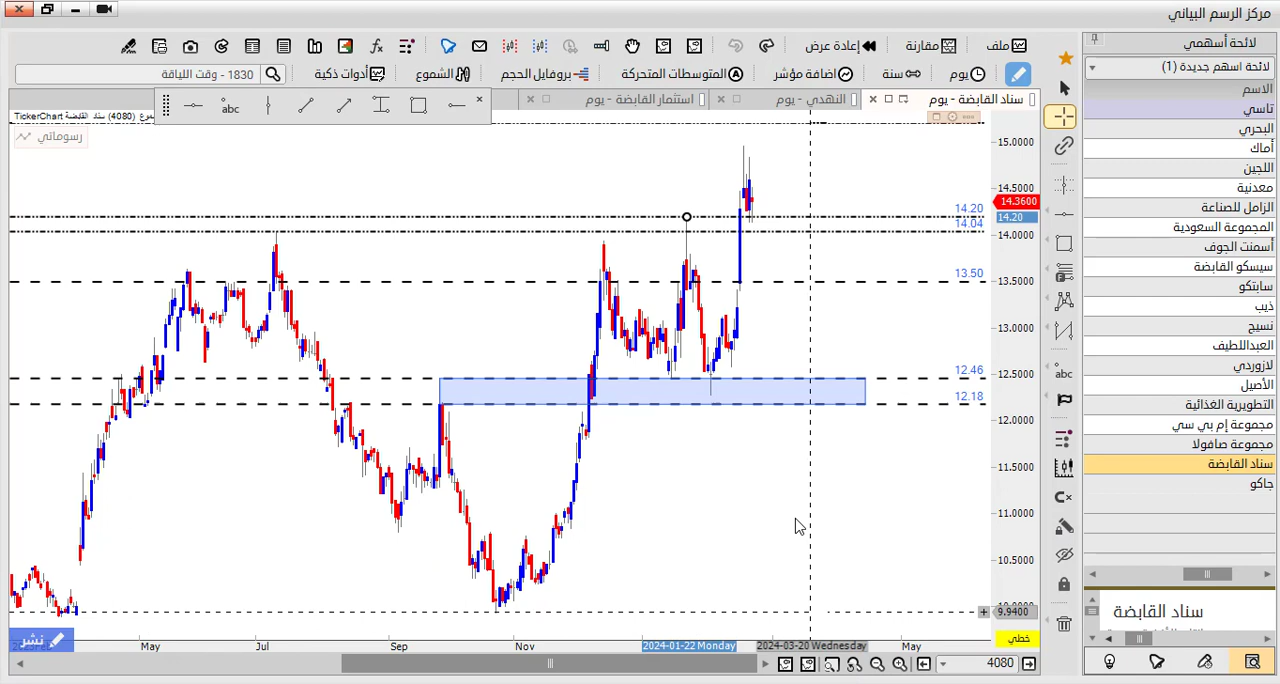 مركز الرسم البياني
لائحة أسهمي
لائحة اسهم جديدة (1)
ملف
مقارنة
إعادة عرض
يوم
سنة
اضافة مؤشر
المتوسطات المتحركة
بروفايل الحجم
الشموع
أدوات ذكية
1830 - وقت اللياقة
سناد القابضة - يوم
النهدي - يوم
استثمار القابضة - يوم
abc
سناد القابضة (4080) TickerChart
رسوماتي
15.0000
14.5000
14.3600
14.20
14.20
14.04
14.0000
13.50
13.5000
13.0000
12.46
12.5000
12.18
12.0000
11.5000
11.0000
10.5000
9.9400
May
Jul
Sep
Nov
2024-01-22 Monday
2024-03-20 Wednesday
May
خطي
نشر
4080
abc
الاسم
تاسي
البحري
أماك
اللجين
معدنية
الزامل للصناعة
المجموعة السعودية
أسمنت الجوف
سيسكو القابضة
سابتكو
ذيب
نسيج
العبداللطيف
لازوردي
الأصيل
التطويرية الغذائية
مجموعة إم بي سي
مجموعة صافولا
سناد القابضة
جاكو
سناد القابضة